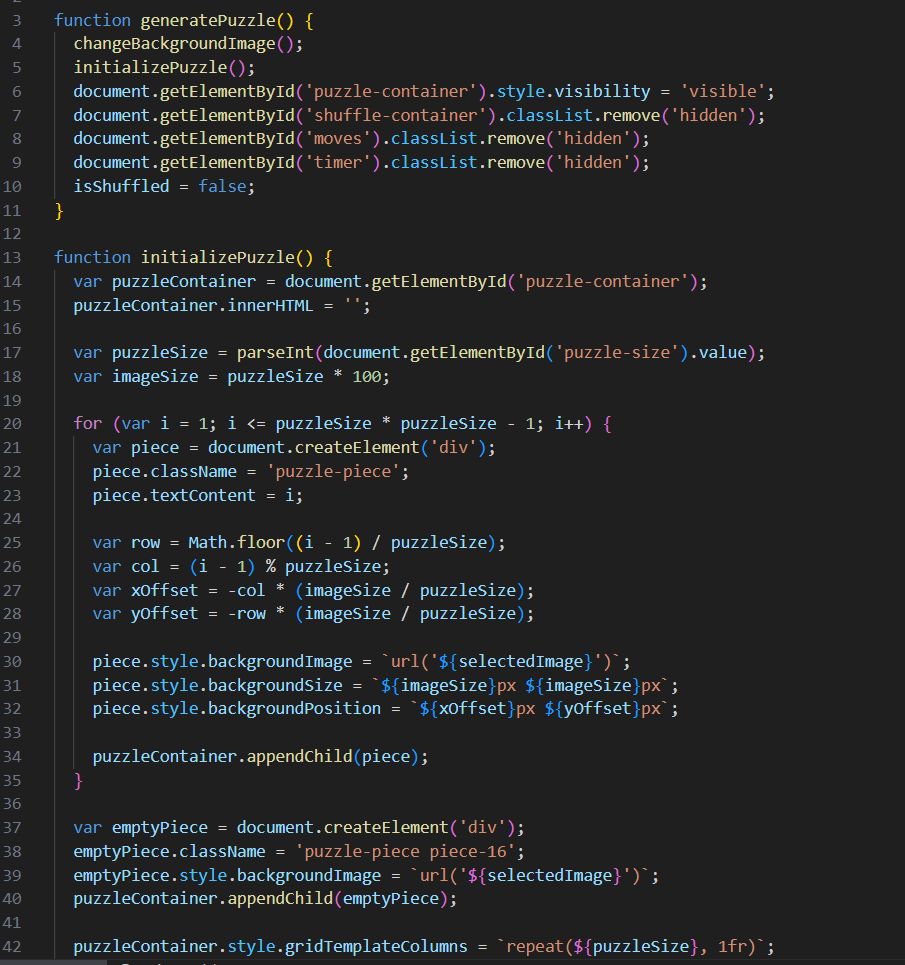 3 function generatePuzzle() {
4 changeBackgroundImage();
5 initializePuzzle();
6 document.getElementById('puzzle-container').style.visibility = 'visible';
7 document.getElementById('shuffle-container').classList.remove('hidden');
8 document.getElementById('moves').classList.remove('hidden');
9 document.getElementById('timer').classList.remove('hidden');
10 isShuffled = false;
11 }
12
13 function initializePuzzle() {
14 var puzzleContainer = document.getElementById('puzzle-container');
15 puzzleContainer.innerHTML = '';
16
17 var puzzleSize = parseInt(document.getElementById('puzzle-size').value);
18 var imageSize = puzzleSize * 100;
19
20 for (var i = 1; i <= puzzleSize * puzzleSize - 1; i++) {
21 var piece = document.createElement('div');
22 piece.className = 'puzzle-piece';
23 piece.textContent = i;
24
25 var row = Math.floor((i - 1) / puzzleSize);
26 var col = (i - 1) % puzzleSize;
27 var xOffset = -col * (imageSize / puzzleSize);
28 var yOffset = -row * (imageSize / puzzleSize);
29
30 piece.style.backgroundImage = `url('${selectedImage}')`;
31 piece.style.backgroundSize = `${imageSize}px ${imageSize}px`;
32 piece.style.backgroundPosition = `${xOffset}px ${yOffset}px`;
33
34 puzzleContainer.appendChild(piece);
35 }
36
37 var emptyPiece = document.createElement('div');
38 emptyPiece.className = 'puzzle-piece piece-16';
39 emptyPiece.style.backgroundImage = `url('${selectedImage}')`;
40 puzzleContainer.appendChild(emptyPiece);
41
42 puzzleContainer.style.gridTemplateColumns = `repeat(${puzzleSize}, 1fr)`;